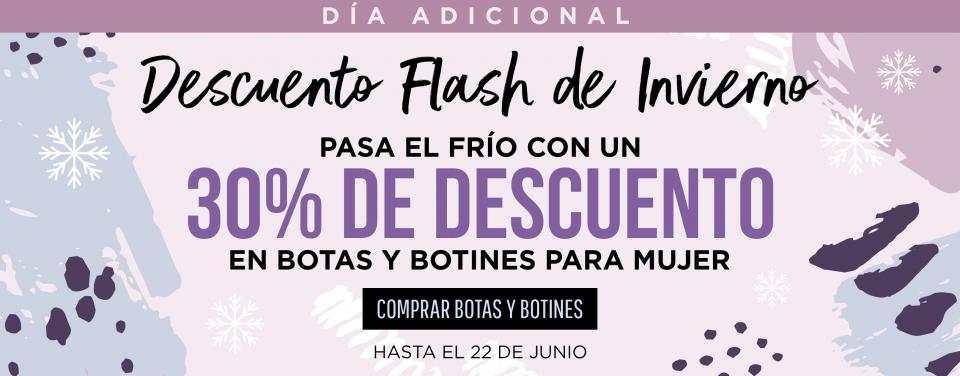 DÍA ADICIONAL
Descuento Flash de Invierno
PASA EL FRÍO CON UN
30% DE DESCUENTO
EN BOTAS Y BOTINES PARA MUJER
COMPRAR BOTAS Y BOTINES
HASTA EL 22 DE JUNIO